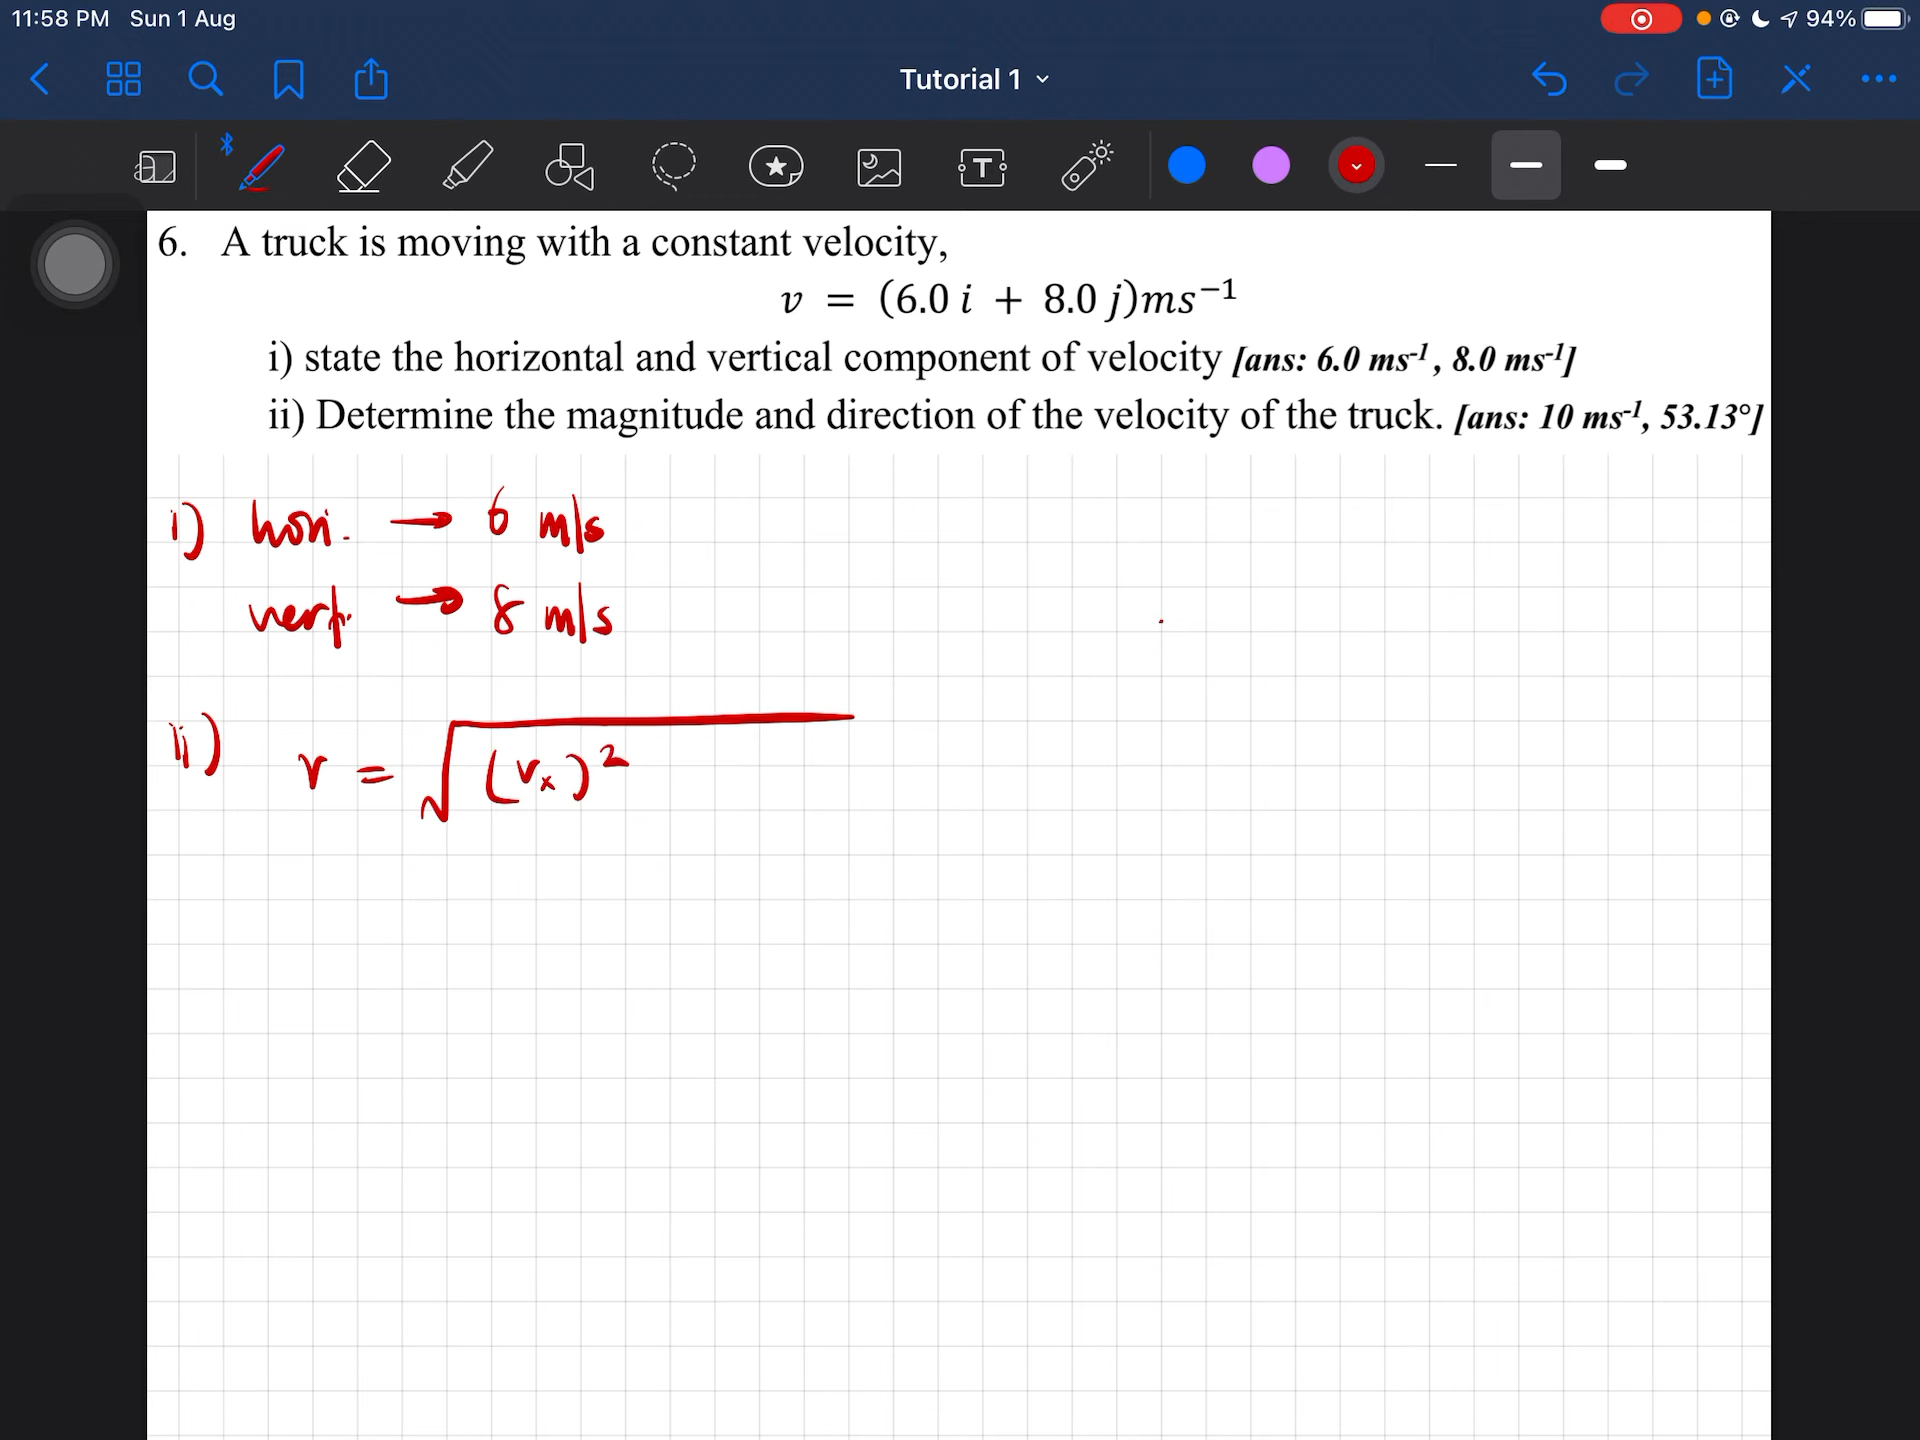 11:58 PM Sun 1 Aug
94%
Tutorial 1
6. A truck is moving with a constant velocity,
v = (6.0 i + 8.0 j)ms⁻¹
i) state the horizontal and vertical component of velocity [ans: 6.0 ms⁻¹, 8.0 ms⁻¹]
ii) Determine the magnitude and direction of the velocity of the truck. [ans: 10 ms⁻¹, 53.13°]
i) hori. → 6 m/s
vert. → 8 m/s
ii) v = √(vₓ)²